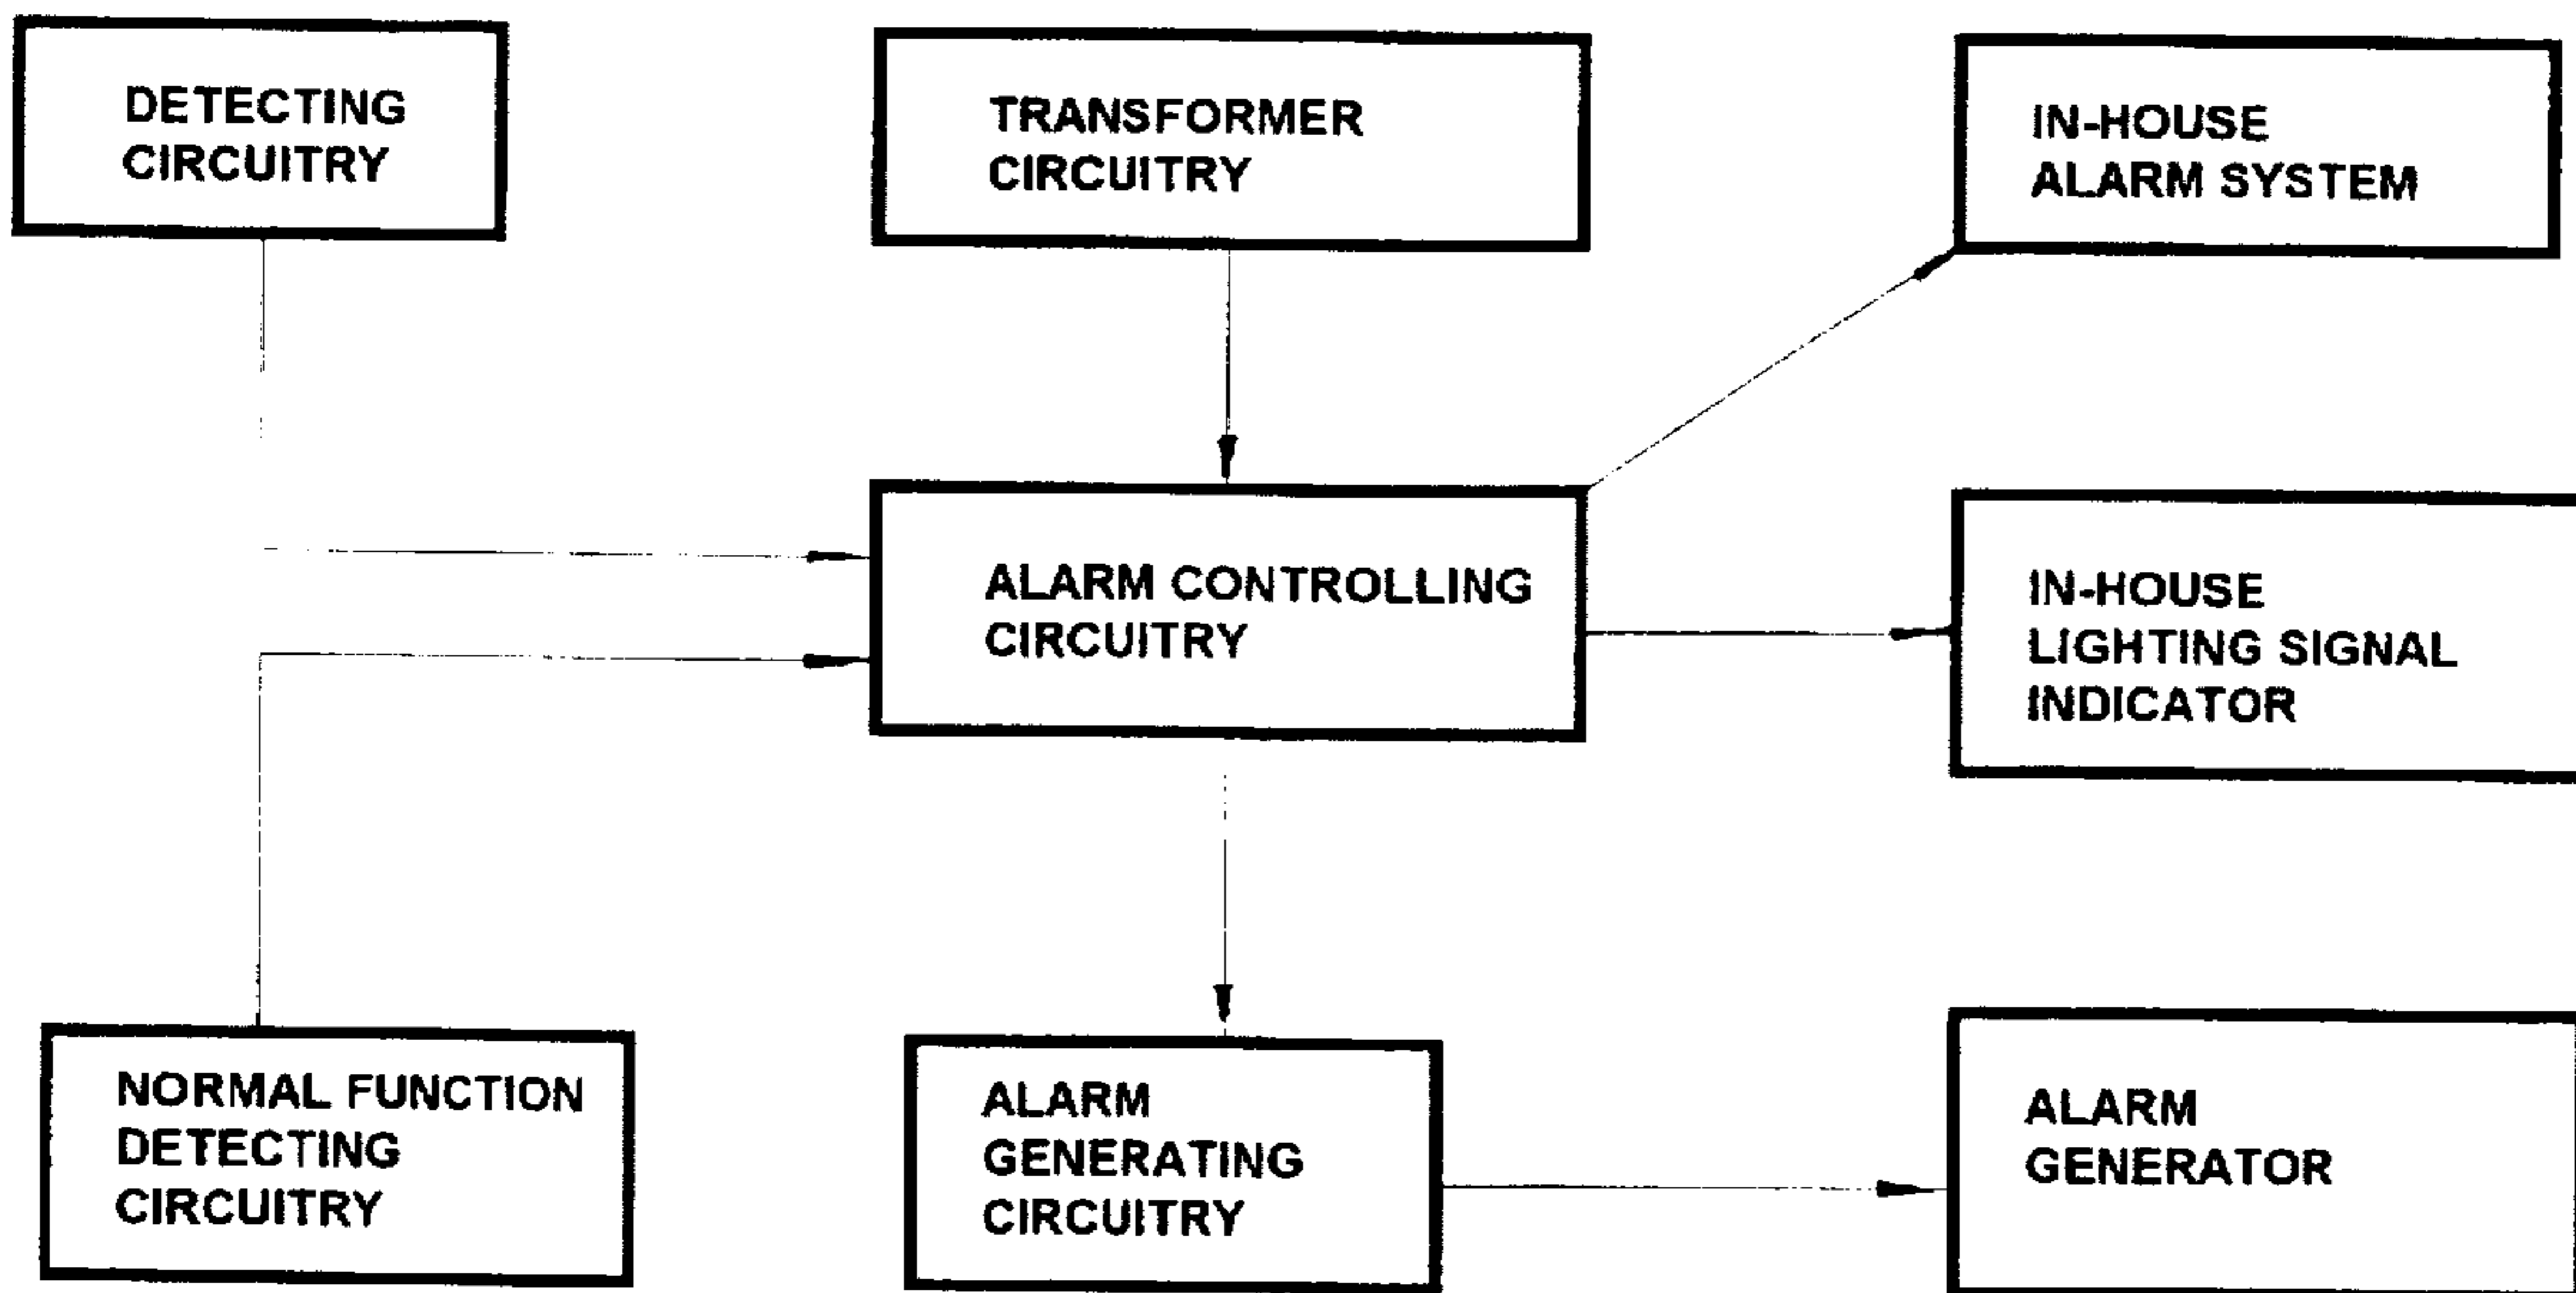 DETECTING
CIRCUITRY
TRANSFORMER
CIRCUITRY
IN-HOUSE
ALARM SYSTEM
ALARM CONTROLLING
CIRCUITRY
IN-HOUSE
LIGHTING SIGNAL
INDICATOR
NORMAL FUNCTION
DETECTING
CIRCUITRY
ALARM
GENERATING
CIRCUITRY
ALARM
GENERATOR